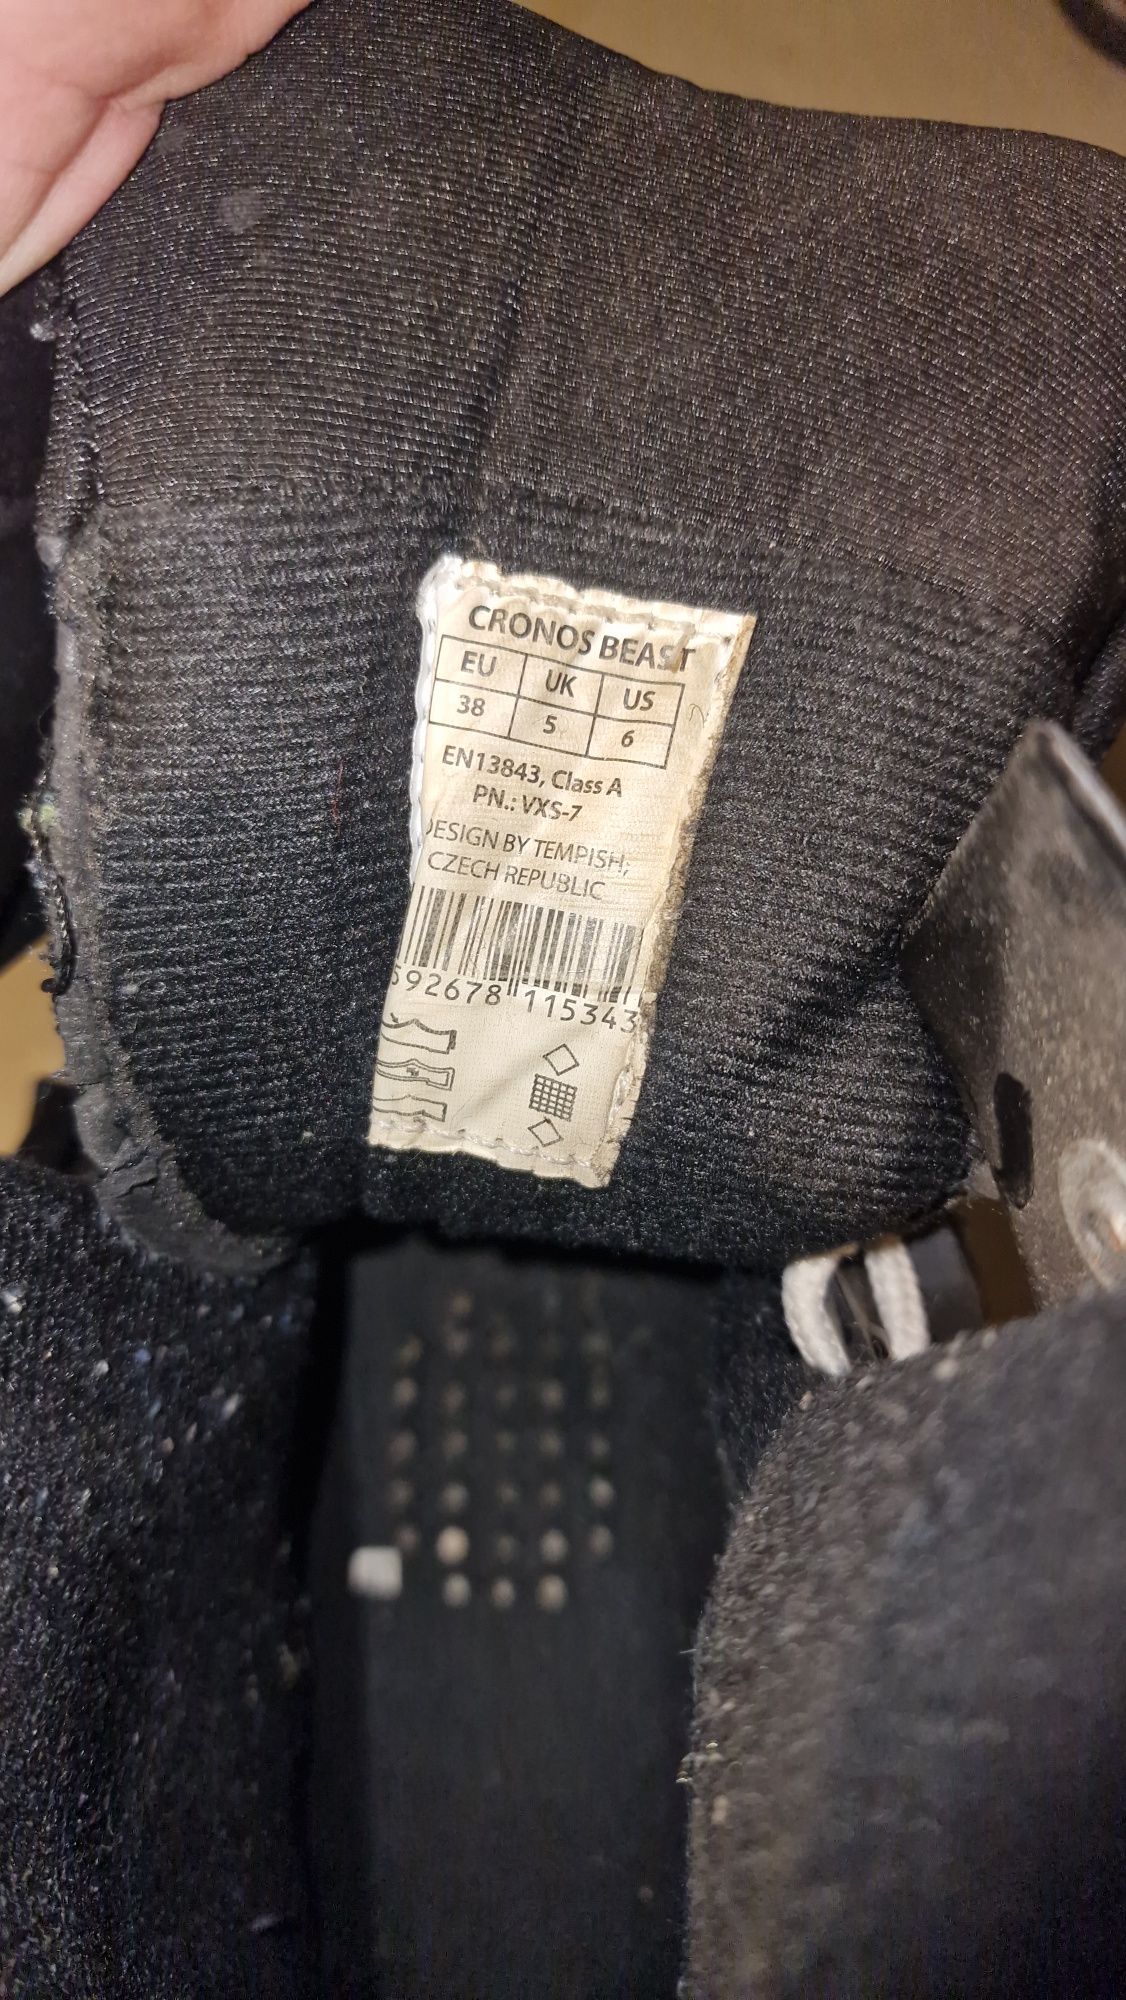 CRONOS BEAST
EU UK US
38 5 6
EN13843, Class A
PN.: VXS-7
DESIGN BY TEMPISH,
CZECH REPUBLIC
592678 115343